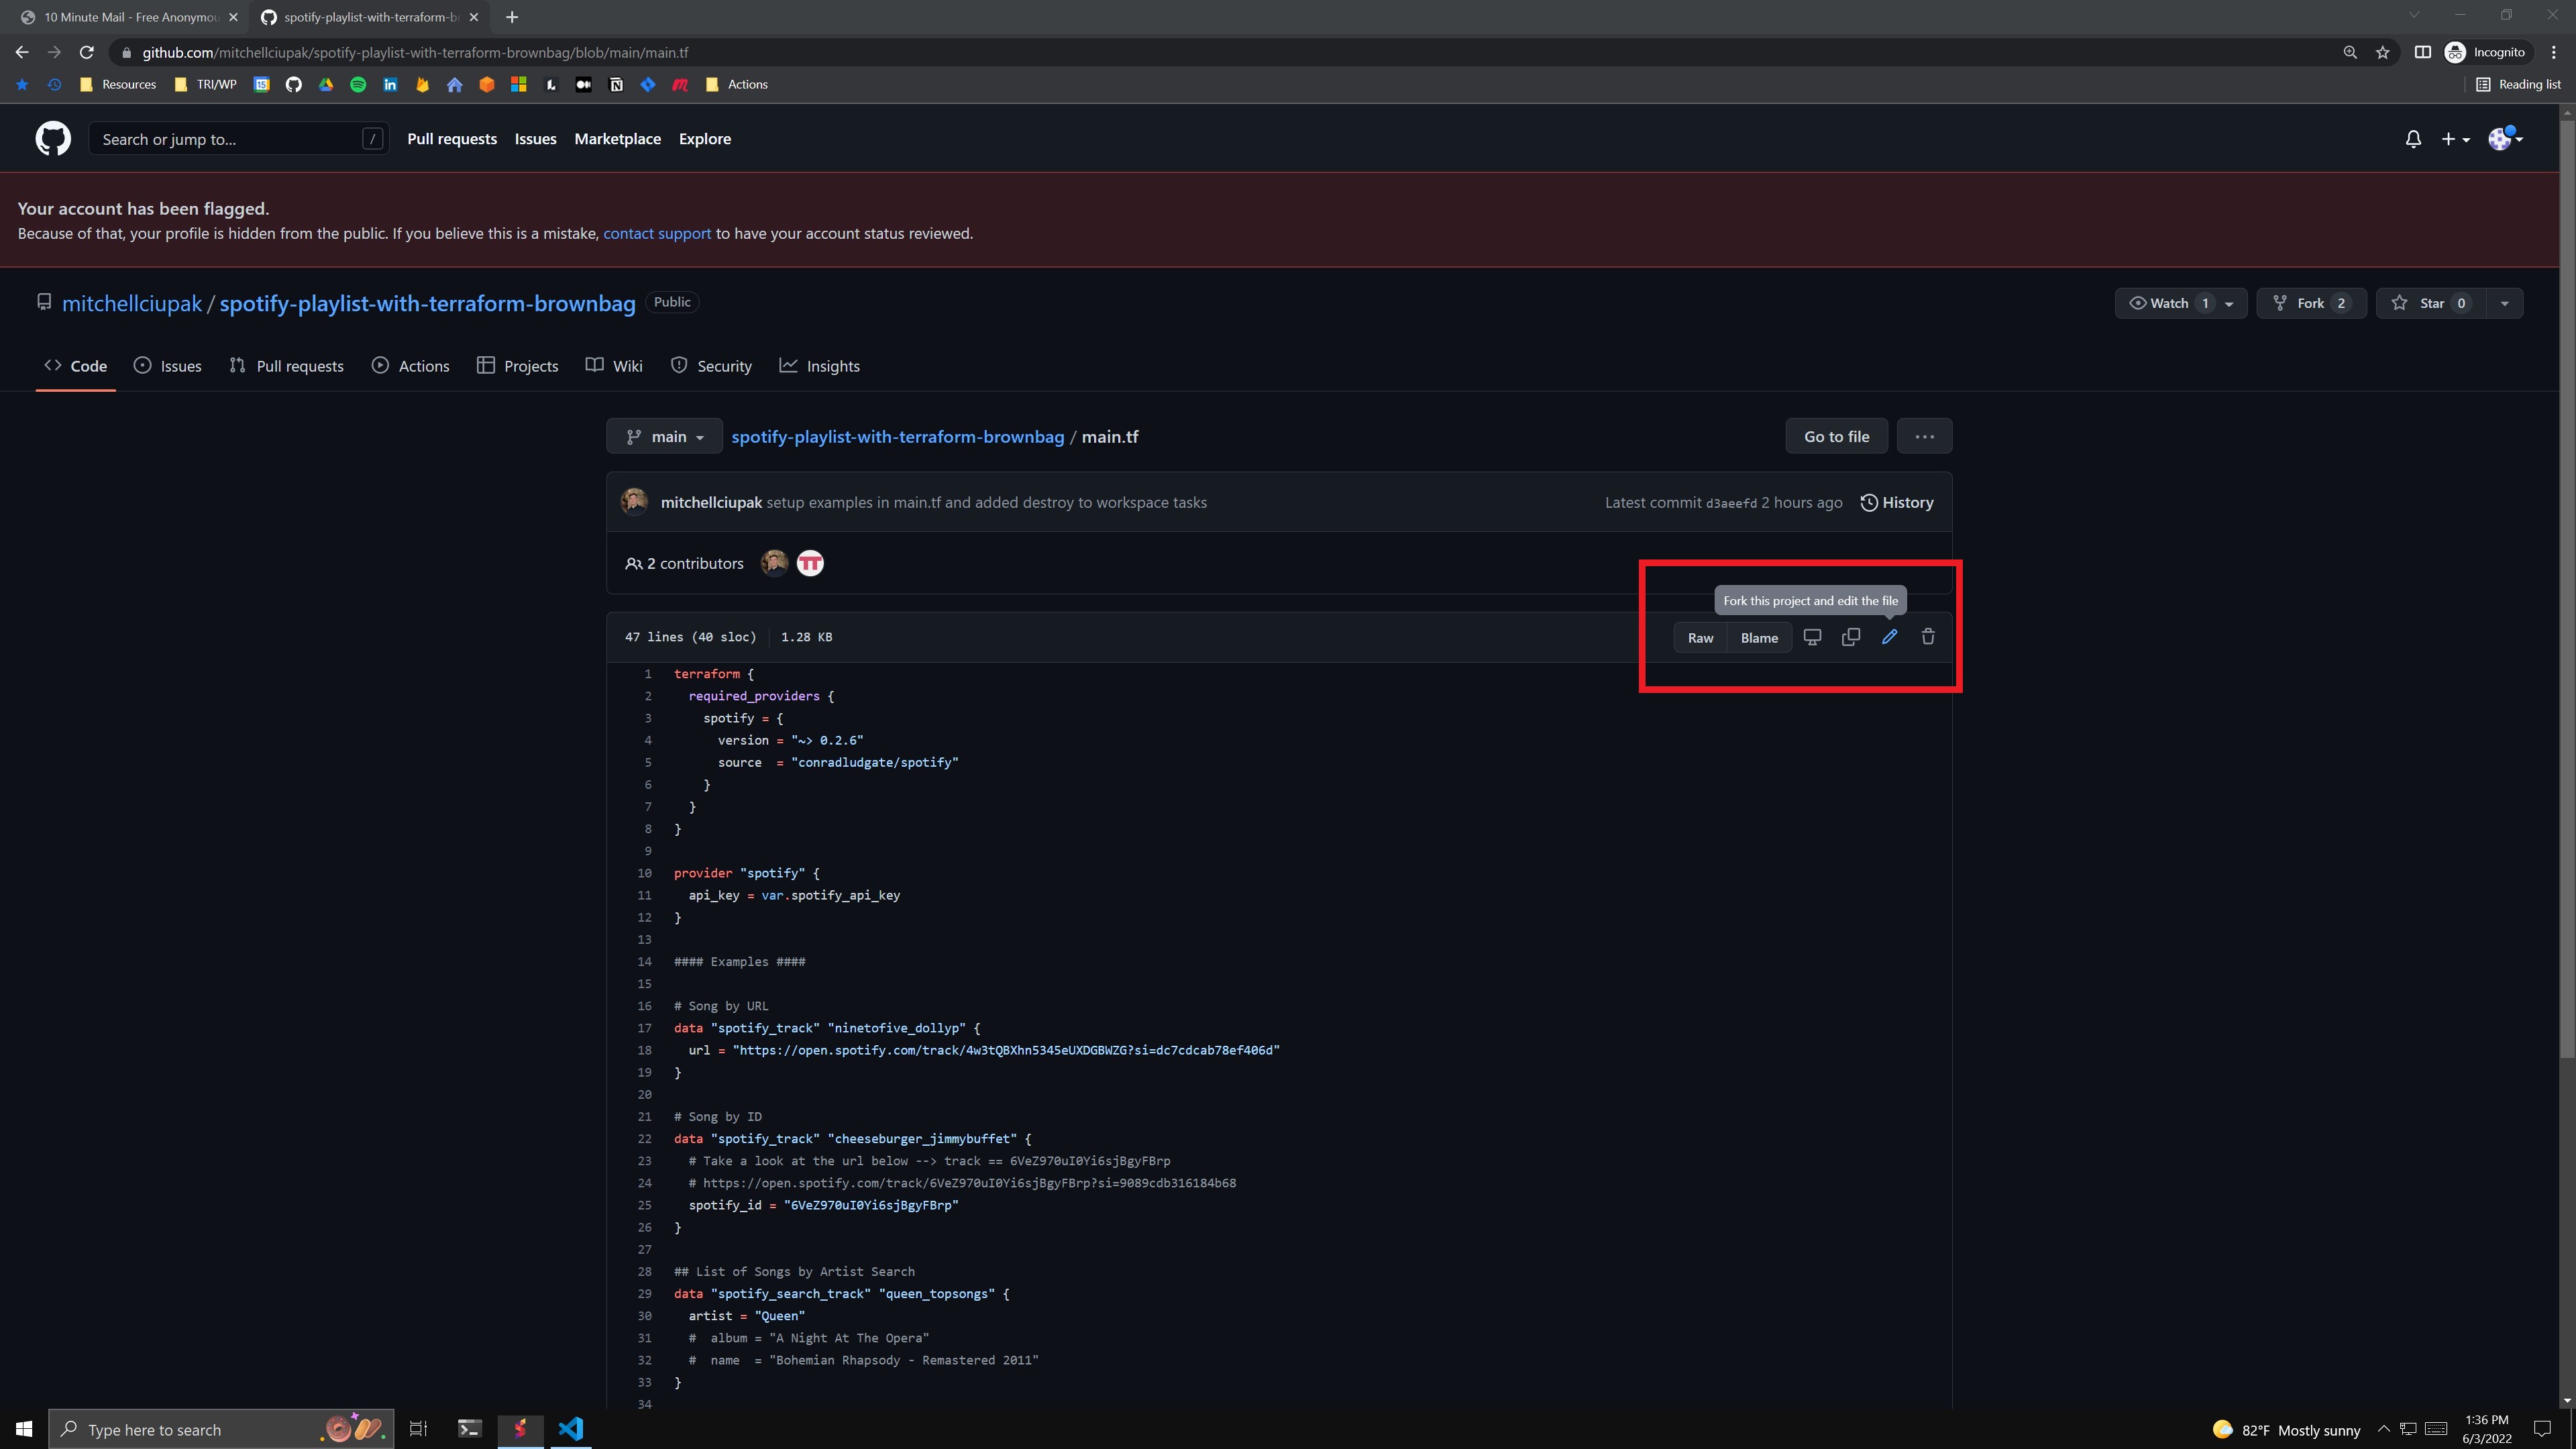 10 Minute Mail - Free Anonymou
spotify-playlist-with-terraform-br
github.com/mitchellciupak/spotify-playlist-with-terraform-brownbag/blob/main/main.tf
Incognito
Resources
TRI/WP
Actions
Reading list
Search or jump to...
/
Pull requests
Issues
Marketplace
Explore
Your account has been flagged.
Because of that, your profile is hidden from the public. If you believe this is a mistake, contact support to have your account status reviewed.
mitchellciupak / spotify-playlist-with-terraform-brownbag Public
Watch 1
Fork 2
Star 0
Code
Issues
Pull requests
Actions
Projects
Wiki
Security
Insights
main
spotify-playlist-with-terraform-brownbag / main.tf
Go to file
mitchellciupak setup examples in main.tf and added destroy to workspace tasks
Latest commit d3aeefd 2 hours ago
History
2 contributors
Fork this project and edit the file
47 lines (40 sloc)
1.28 KB
Raw
Blame
1 terraform {
2 required_providers {
3 spotify = {
4 version = "~> 0.2.6"
5 source  = "conradludgate/spotify"
6 }
7 }
8 }
9
10 provider "spotify" {
11 api_key = var.spotify_api_key
12 }
13
14 #### Examples ####
15
16 # Song by URL
17 data "spotify_track" "ninetofive_dollyp" {
18 url = "https://open.spotify.com/track/4w3tQBXhn5345eUXDGBWZG?si=dc7cdcab78ef406d"
19 }
20
21 # Song by ID
22 data "spotify_track" "cheeseburger_jimmybuffet" {
23 # Take a look at the url below --> track == 6VeZ970uI0Yi6sjBgyFBrp
24 # https://open.spotify.com/track/6VeZ970uI0Yi6sjBgyFBrp?si=9089cdb316184b68
25 spotify_id = "6VeZ970uI0Yi6sjBgyFBrp"
26 }
27
28 ## List of Songs by Artist Search
29 data "spotify_search_track" "queen_topsongs" {
30 artist = "Queen"
31 #  album = "A Night At The Opera"
32 #  name  = "Bohemian Rhapsody - Remastered 2011"
33 }
34
Type here to search
82°F Mostly sunny
1:36 PM
6/3/2022